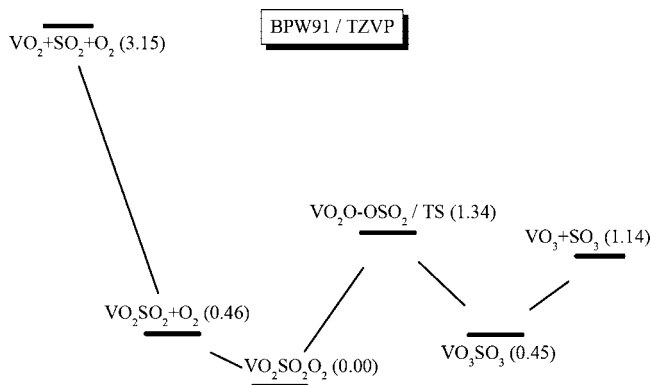 BPW91 / TZVP
VO₂+SO₂+O₂ (3.15)
VO₂O-OSO₂ / TS (1.34)
VO₃+SO₃ (1.14)
VO₂SO₂+O₂ (0.46)
VO₂SO₂O₂ (0.00)
VO₃SO₃ (0.45)